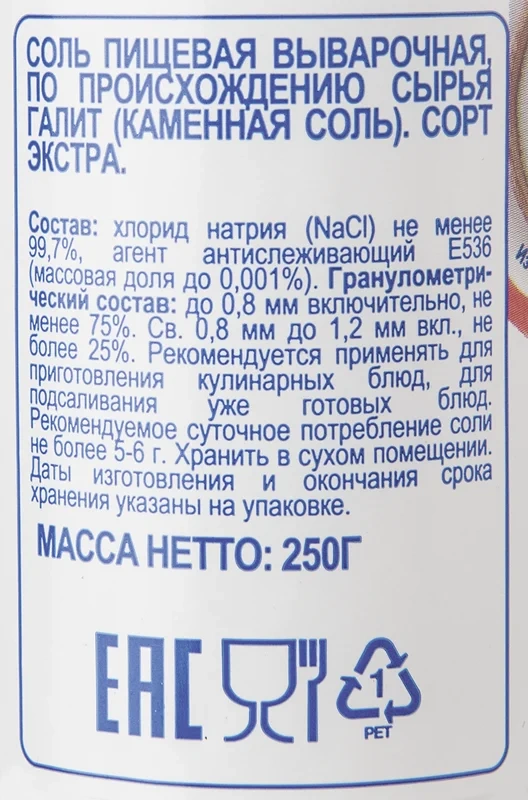 СОЛЬ ПИЩЕВАЯ ВЫВАРОЧНАЯ,
ПО ПРОИСХОЖДЕНИЮ СЫРЬЯ
ГАЛИТ (КАМЕННАЯ СОЛЬ). СОРТ
ЭКСТРА.
Состав: хлорид натрия (NaCl) не менее
99,7%, агент антислеживающий Е536
(массовая доля до 0,001%). Гранулометри-
ческий состав: до 0,8 мм включительно, не
менее 75%. Св. 0,8 мм до 1,2 мм вкл., не
более 25%. Рекомендуется применять для
приготовления кулинарных блюд, для
подсаливания уже готовых блюд.
Рекомендуемое суточное потребление соли
не более 5-6 г. Хранить в сухом помещении.
Даты изготовления и окончания срока
хранения указаны на упаковке.
МАССА НЕТТО: 250Г
ЕАС
1
PET